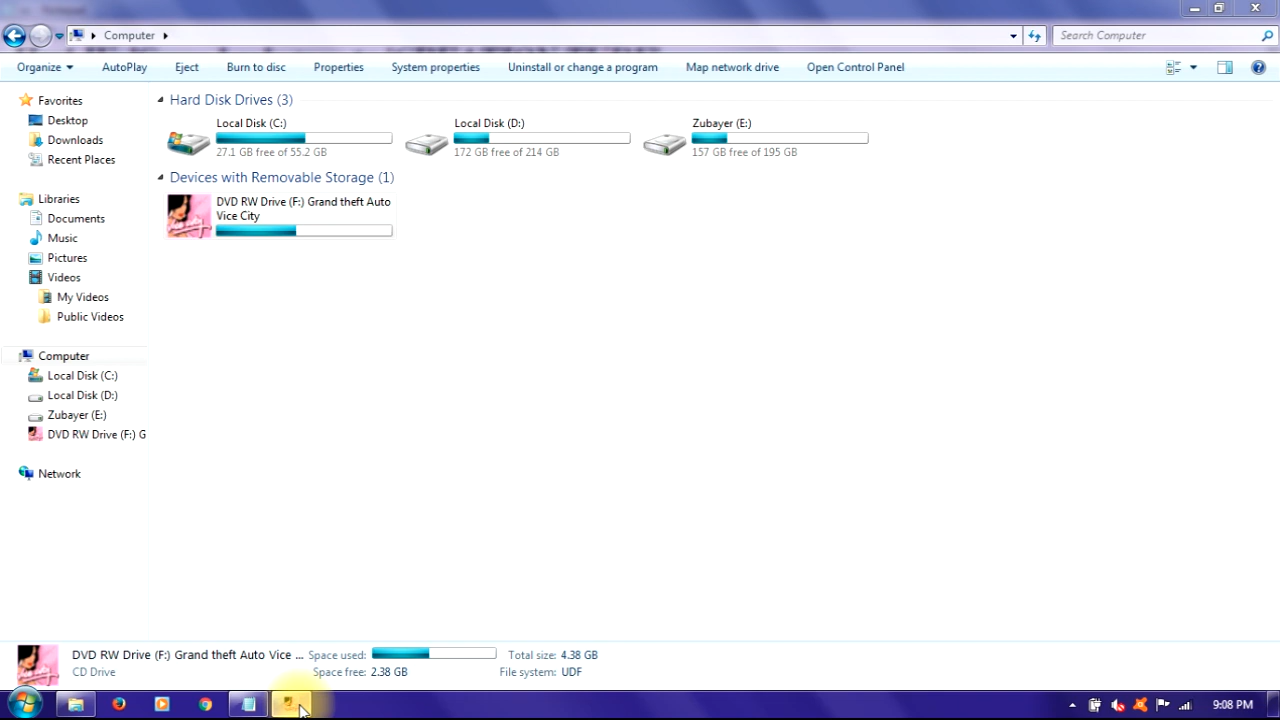 Computer
Search Computer
Organize
AutoPlay
Eject
Burn to disc
Properties
System properties
Uninstall or change a program
Map network drive
Open Control Panel
Favorites
Desktop
Downloads
Recent Places
Libraries
Documents
Music
Pictures
Videos
My Videos
Public Videos
Computer
Local Disk (C:)
Local Disk (D:)
Zubayer (E:)
DVD RW Drive (F:) G
Network
Hard Disk Drives (3)
Local Disk (C:)
27.1 GB free of 55.2 GB
Local Disk (D:)
172 GB free of 214 GB
Zubayer (E:)
157 GB free of 195 GB
Devices with Removable Storage (1)
DVD RW Drive (F:) Grand theft Auto
Vice City
DVD RW Drive (F:) Grand theft Auto Vice ...
CD Drive
Space used:
Space free: 2.38 GB
Total size: 4.38 GB
File system: UDF
9:08 PM